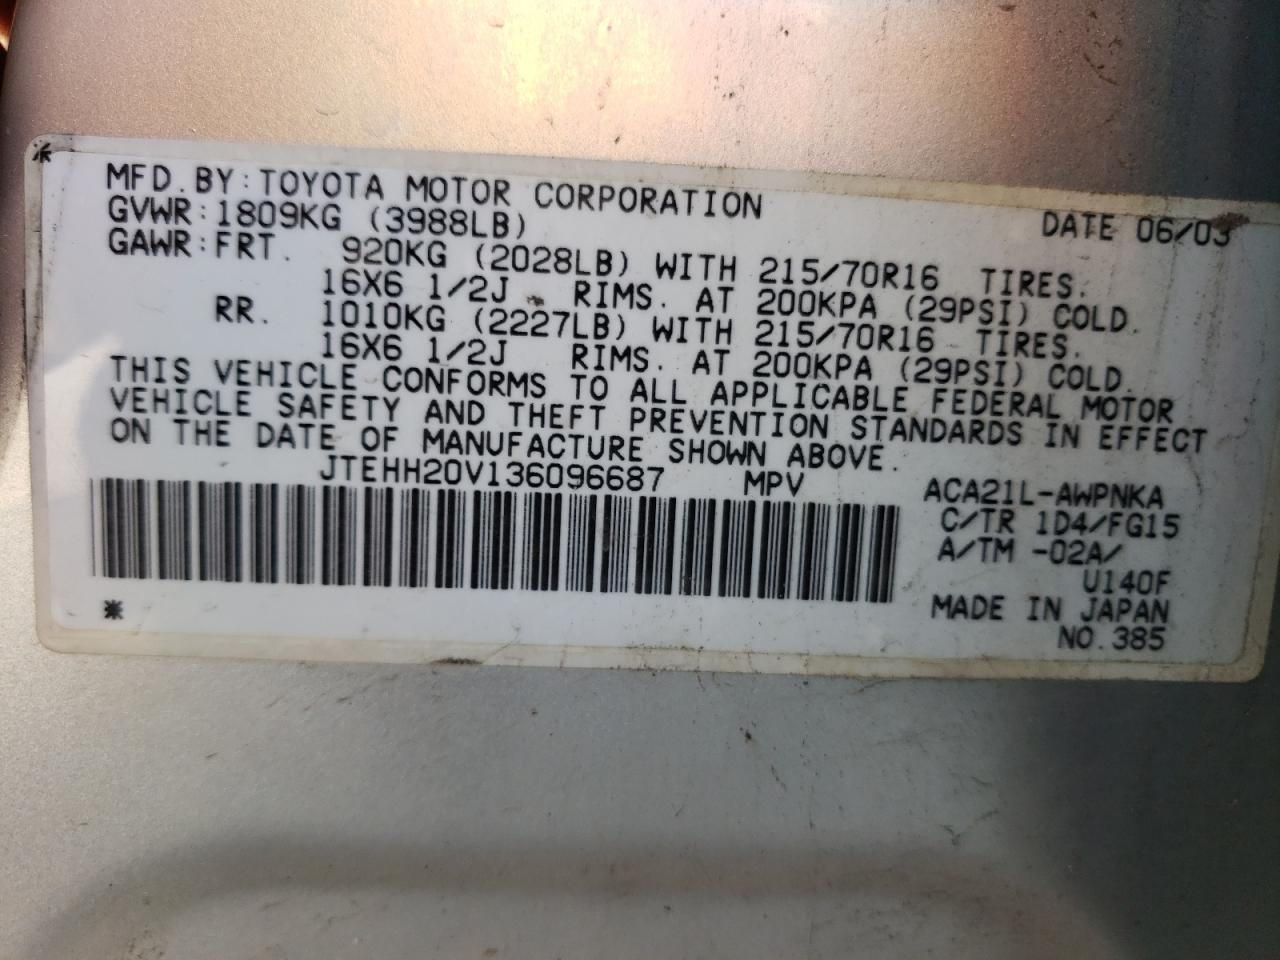 MFD. BY: TOYOTA MOTOR CORPORATION DATE 06/03
GVWR: 1809KG (3988LB)
GAWR: FRT. 920KG (2028LB) WITH 215/70R16 TIRES.
16X6 1/2J RIMS. AT 200KPA (29PSI) COLD.
RR. 1010KG (2227LB) WITH 215/70R16 TIRES.
16X6 1/2J RIMS. AT 200KPA (29PSI) COLD.
THIS VEHICLE CONFORMS TO ALL APPLICABLE FEDERAL MOTOR
VEHICLE SAFETY AND THEFT PREVENTION STANDARDS IN EFFECT
ON THE DATE OF MANUFACTURE SHOWN ABOVE.
JTEHH20V136096687 MPV
ACA21L-AWPNKA
C/TR 1D4/FG15
A/TM -02A/
U140F
MADE IN JAPAN
NO. 385